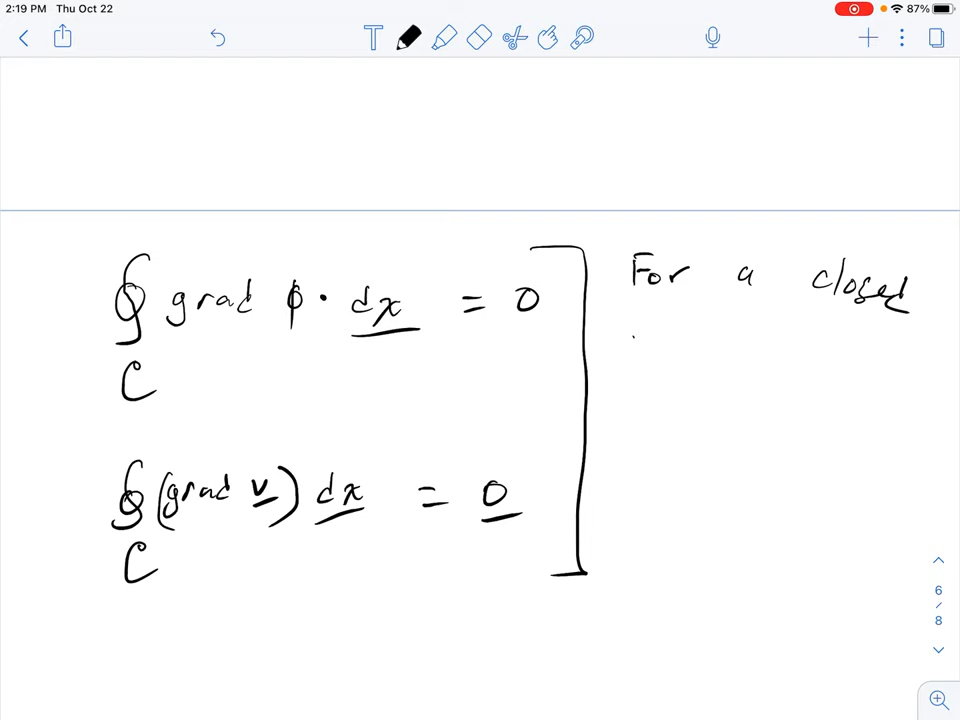 2:19 PM Thu Oct 22
87%
T
∮ grad φ · dx = 0
C
For a closed
∮ (grad v) dx = 0
C
6
/
8